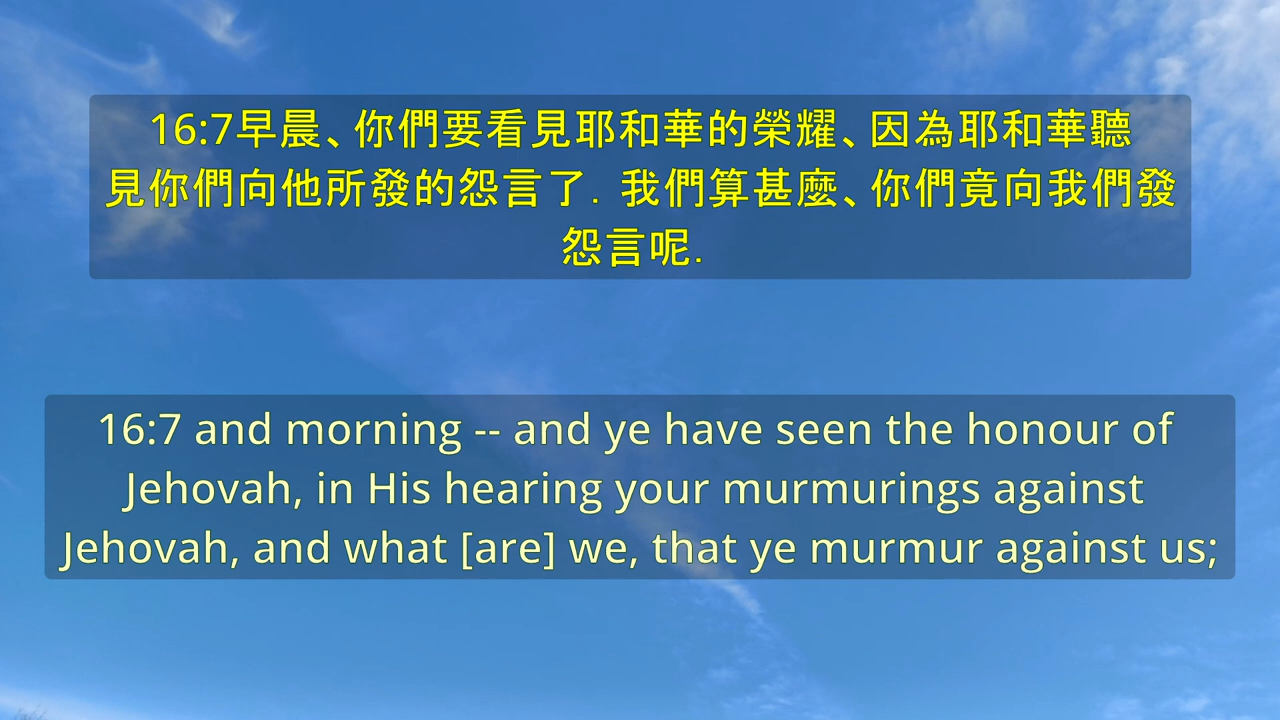 16:7早晨、你們要看見耶和華的榮耀、因為耶和華聽
見你們向他所發的怨言了. 我們算甚麼、你們竟向我們發
怨言呢.
16:7 and morning -- and ye have seen the honour of
Jehovah, in His hearing your murmurings against
Jehovah, and what [are] we, that ye murmur against us;